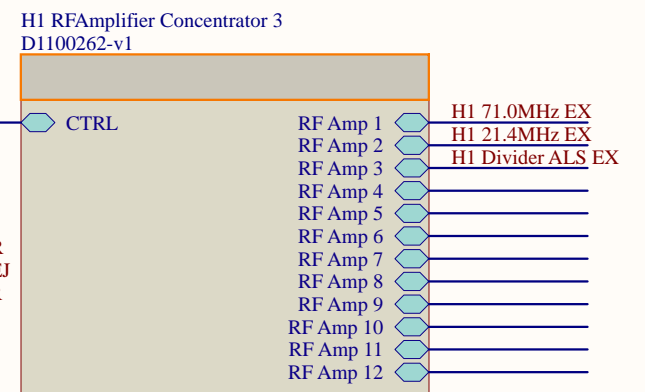 H1 RFAmplifier Concentrator 3
D1100262-v1
CTRL
RF Amp 1 H1 71.0MHz EX
RF Amp 2 H1 21.4MHz EX
RF Amp 3 H1 Divider ALS EX
RF Amp 4
RF Amp 5
RF Amp 6
RF Amp 7
RF Amp 8
RF Amp 9
RF Amp 10
RF Amp 11
RF Amp 12